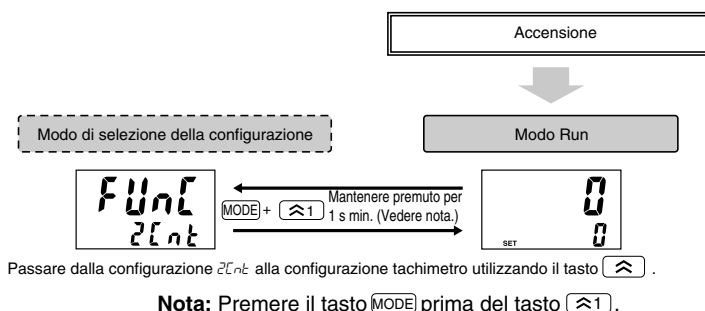 Accensione
Modo di selezione della configurazione
Modo Run
FUnC
2Cnt
MODE + 1 Mantenere premuto per
1 s min. (Vedere nota.)
0
SET 0
Passare dalla configurazione 2Cnt alla configurazione tachimetro utilizzando il tasto .
Nota: Premere il tasto MODE prima del tasto 1 .